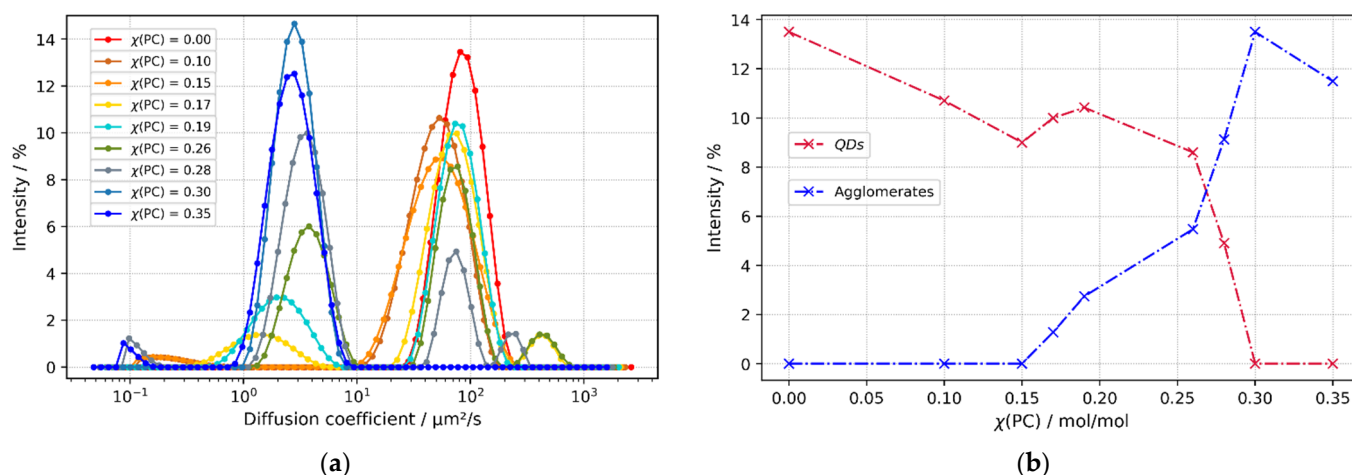 14
12
10
8
6
4
2
0
Intensity / %
χ(PC) = 0.00
χ(PC) = 0.10
χ(PC) = 0.15
χ(PC) = 0.17
χ(PC) = 0.19
χ(PC) = 0.26
χ(PC) = 0.28
χ(PC) = 0.30
χ(PC) = 0.35
10⁻¹ 10⁰ 10¹ 10² 10³
Diffusion coefficient / µm²/s
(a)
14
12
10
8
6
4
2
0
Intensity / %
QDs
Agglomerates
0.00 0.05 0.10 0.15 0.20 0.25 0.30 0.35
χ(PC) / mol/mol
(b)